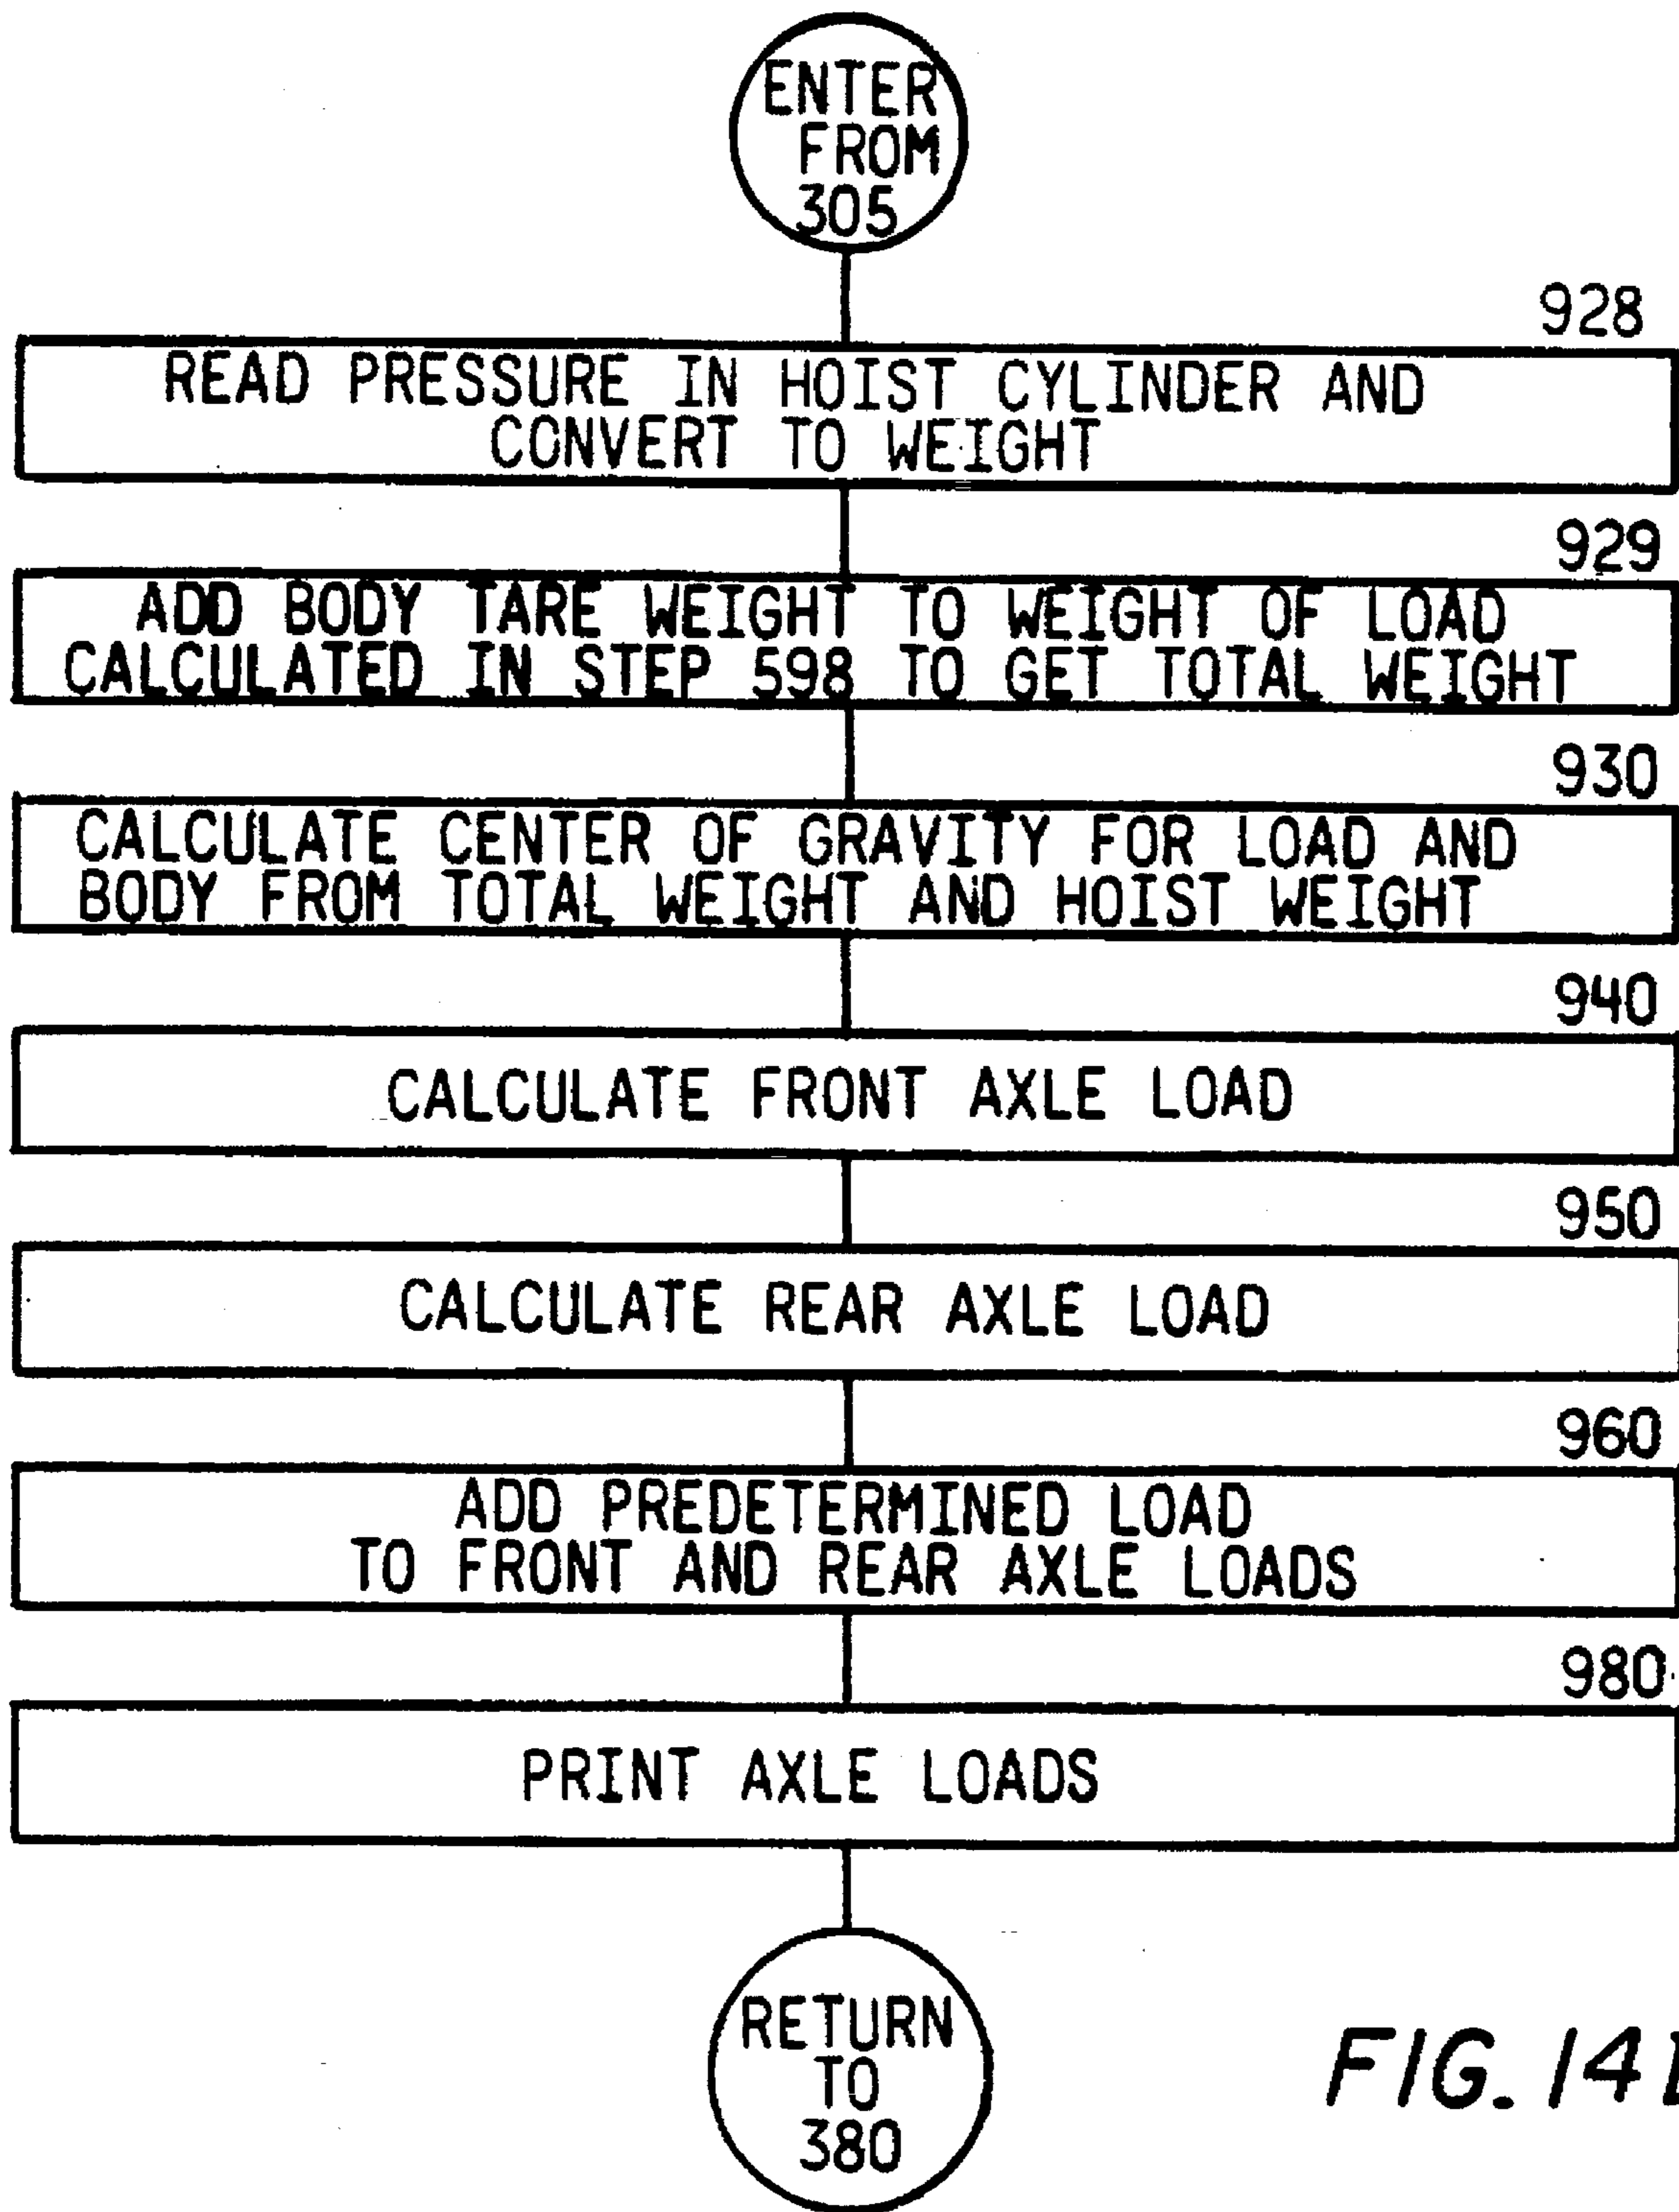 ENTER
FROM
305
928
READ PRESSURE IN HOIST CYLINDER AND
CONVERT TO WEIGHT
929
ADD BODY TARE WEIGHT TO WEIGHT OF LOAD
CALCULATED IN STEP 598 TO GET TOTAL WEIGHT
930
CALCULATE CENTER OF GRAVITY FOR LOAD AND
BODY FROM TOTAL WEIGHT AND HOIST WEIGHT
940
CALCULATE FRONT AXLE LOAD
950
CALCULATE REAR AXLE LOAD
960
ADD PREDETERMINED LOAD
TO FRONT AND REAR AXLE LOADS
980
PRINT AXLE LOADS
RETURN
TO
380
FIG.